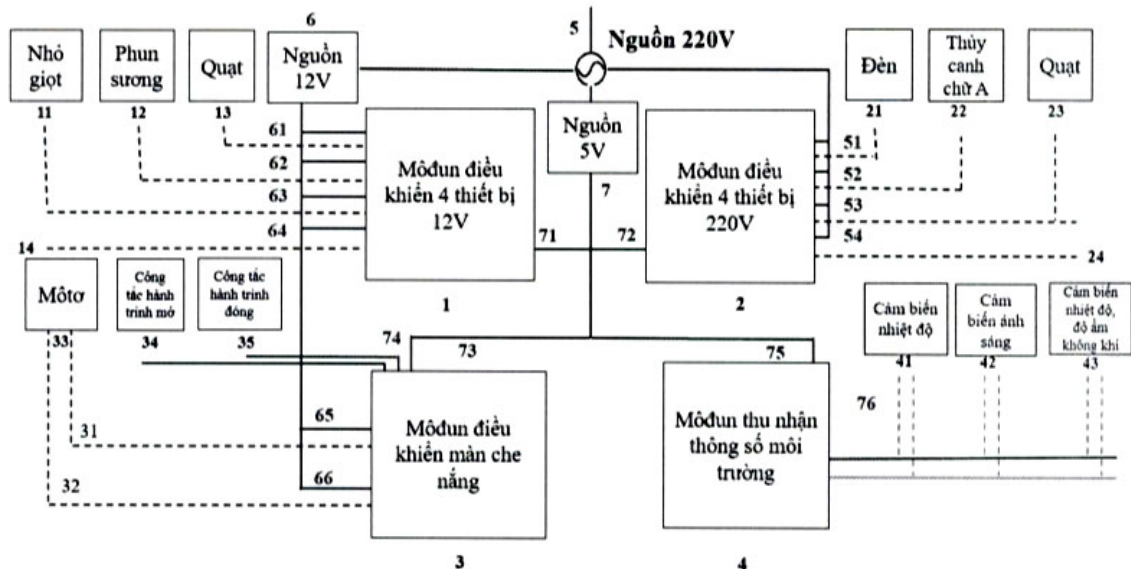 6
5
Nguồn 220V
Nhỏ
giọt
Phun
sương
Quạt
Nguồn
12V
Đèn
Thủy
canh
chữ A
Quạt
11
12
13
21
22
23
61
62
63
64
Môđun điều
khiển 4 thiết bị
12V
Nguồn
5V
7
Môđun điều
khiển 4 thiết bị
220V
51
52
53
54
14
71
72
24
1
2
Môtơ
Công
tắc hành
trình mở
Công tắc
hành trình
đóng
33
34
35
74
73
75
Cảm biến
nhiệt độ
Cảm
biến ánh
sáng
Cảm biến
nhiệt độ,
độ ẩm
không khí
41
42
43
76
65
66
31
32
Môđun điều
khiển màn che
nắng
Môđun thu nhận
thông số môi
trường
3
4